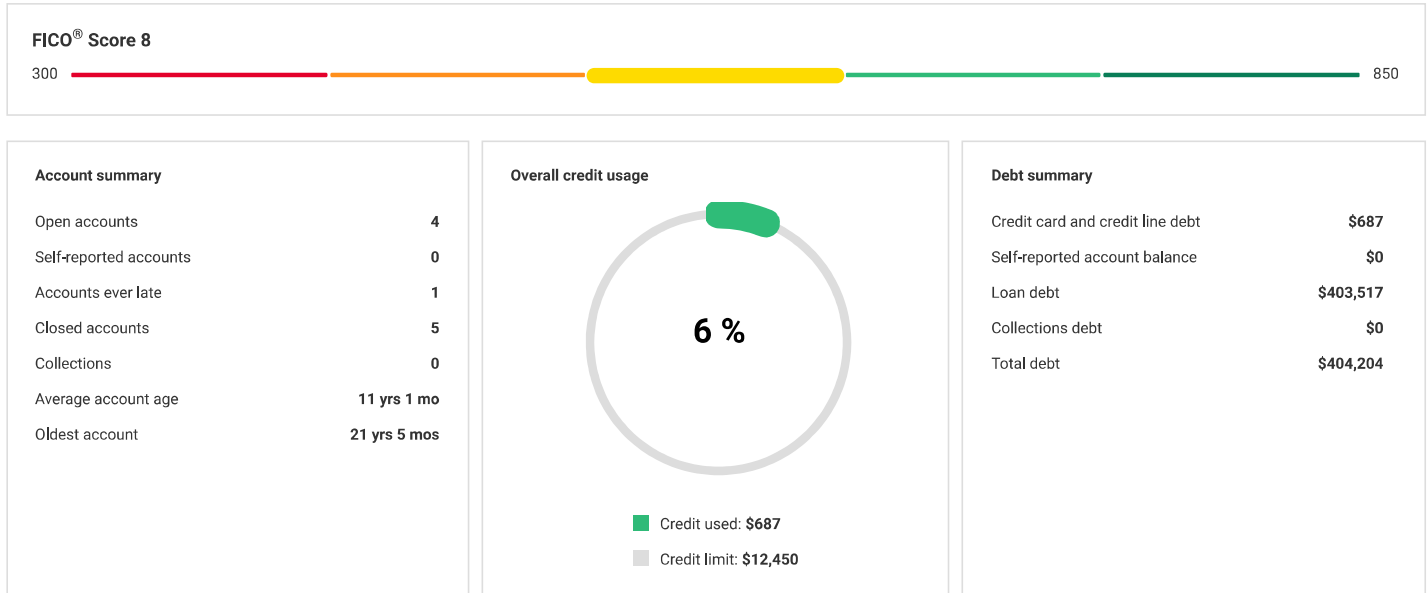 FICO® Score 8
300 850
Account summary
Open accounts 4
Self-reported accounts 0
Accounts ever late 1
Closed accounts 5
Collections 0
Average account age 11 yrs 1 mo
Oldest account 21 yrs 5 mos
Overall credit usage
6 %
Credit used: $687
Credit limit: $12,450
Debt summary
Credit card and credit line debt $687
Self-reported account balance $0
Loan debt $403,517
Collections debt $0
Total debt $404,204